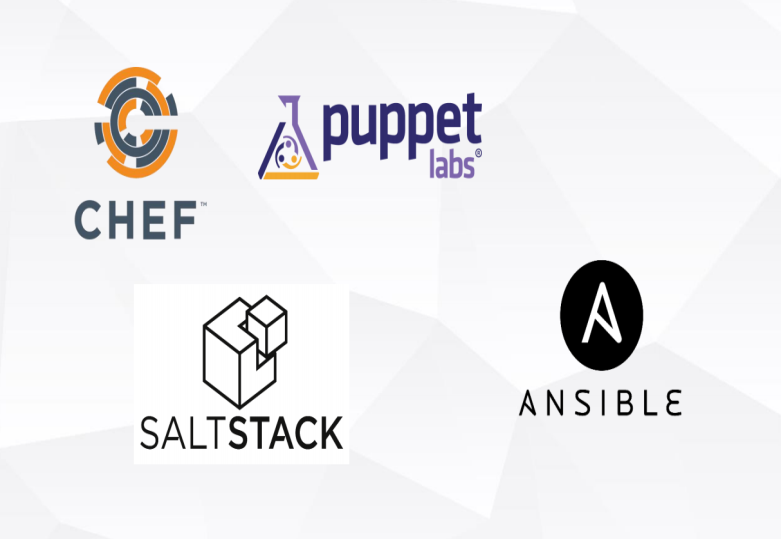 CHEF™
puppet
labs®
SALTSTACK
ANSIBLE